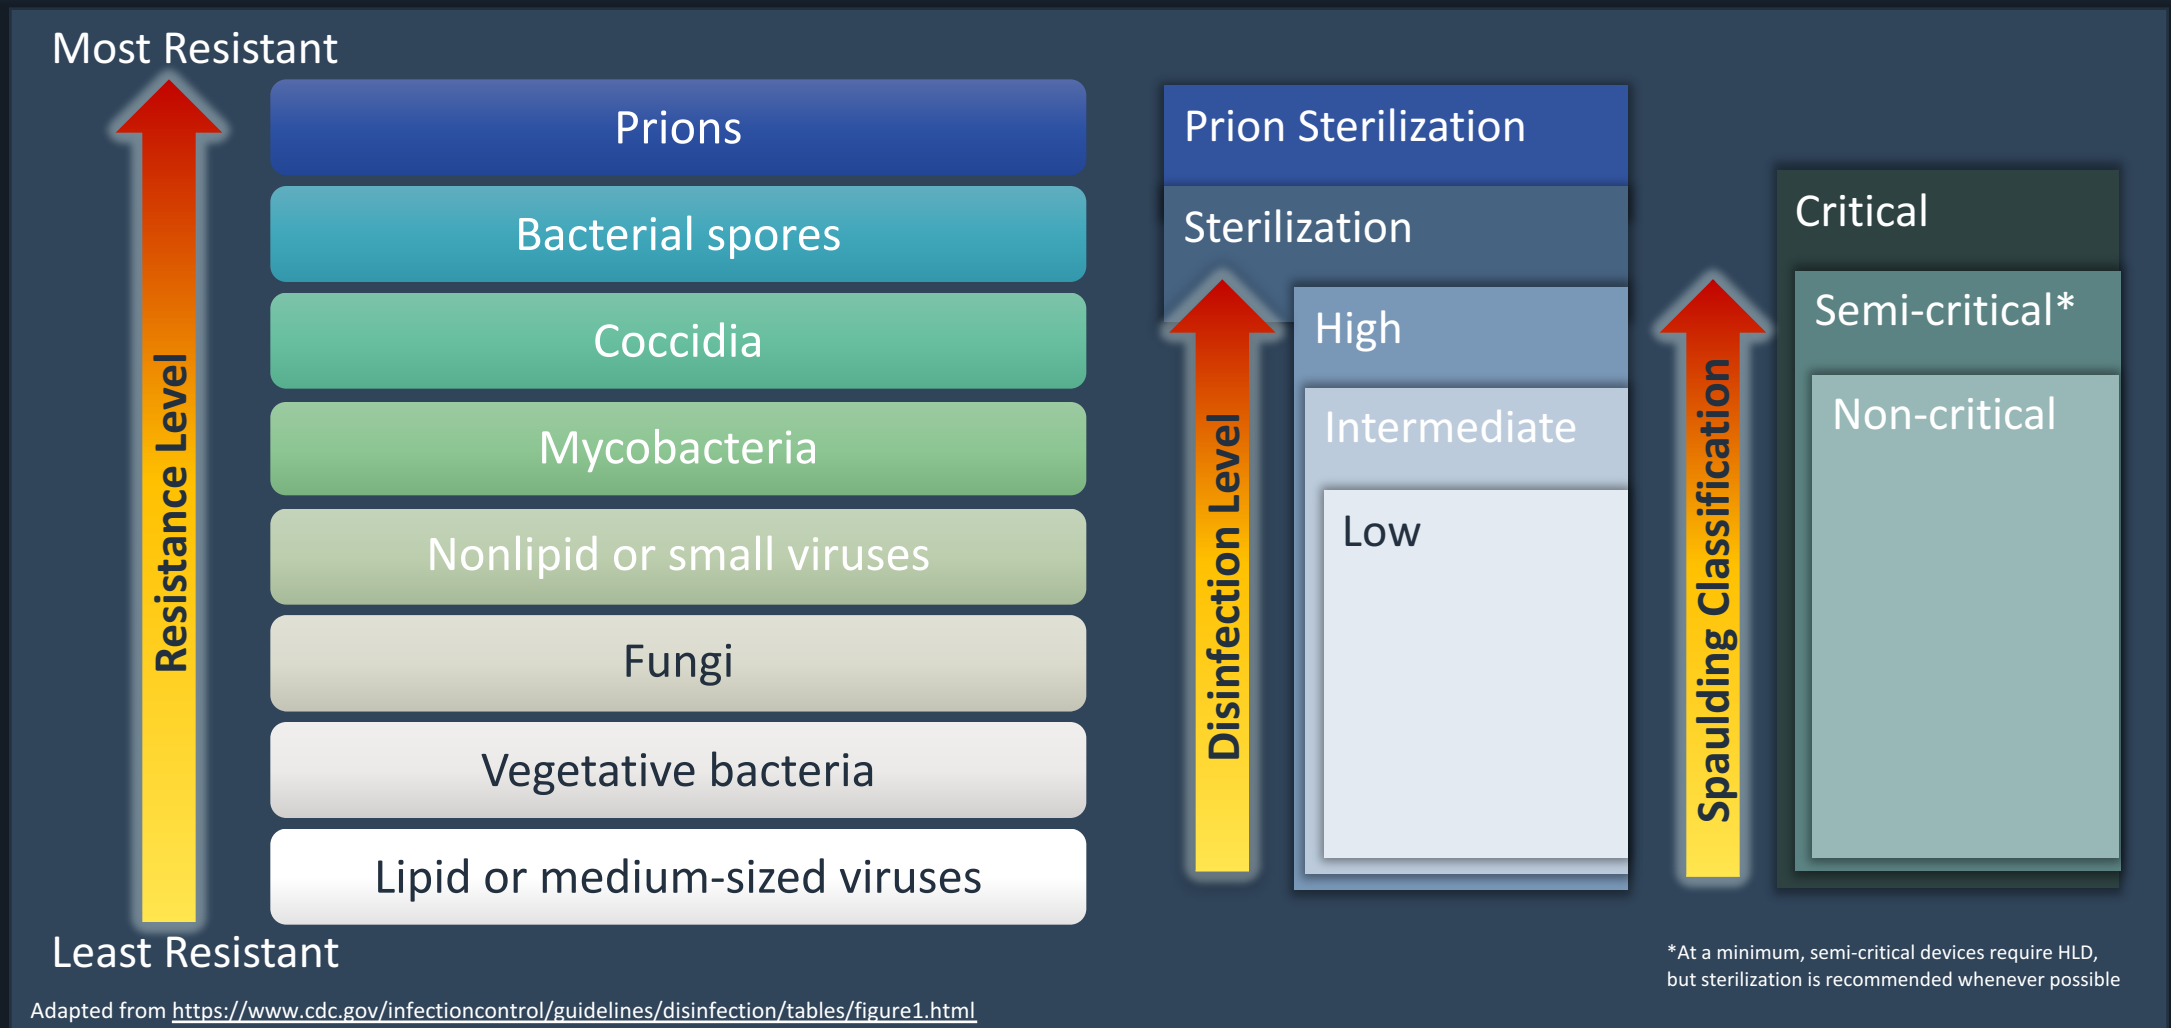 Most Resistant
Resistance Level
Prions
Bacterial spores
Coccidia
Mycobacteria
Nonlipid or small viruses
Fungi
Vegetative bacteria
Lipid or medium-sized viruses
Least Resistant
Prion Sterilization
Sterilization
Disinfection Level
High
Intermediate
Low
Spaulding Classification
Critical
Semi-critical*
Non-critical
*At a minimum, semi-critical devices require HLD,
but sterilization is recommended whenever possible
Adapted from https://www.cdc.gov/infectioncontrol/guidelines/disinfection/tables/figure1.html